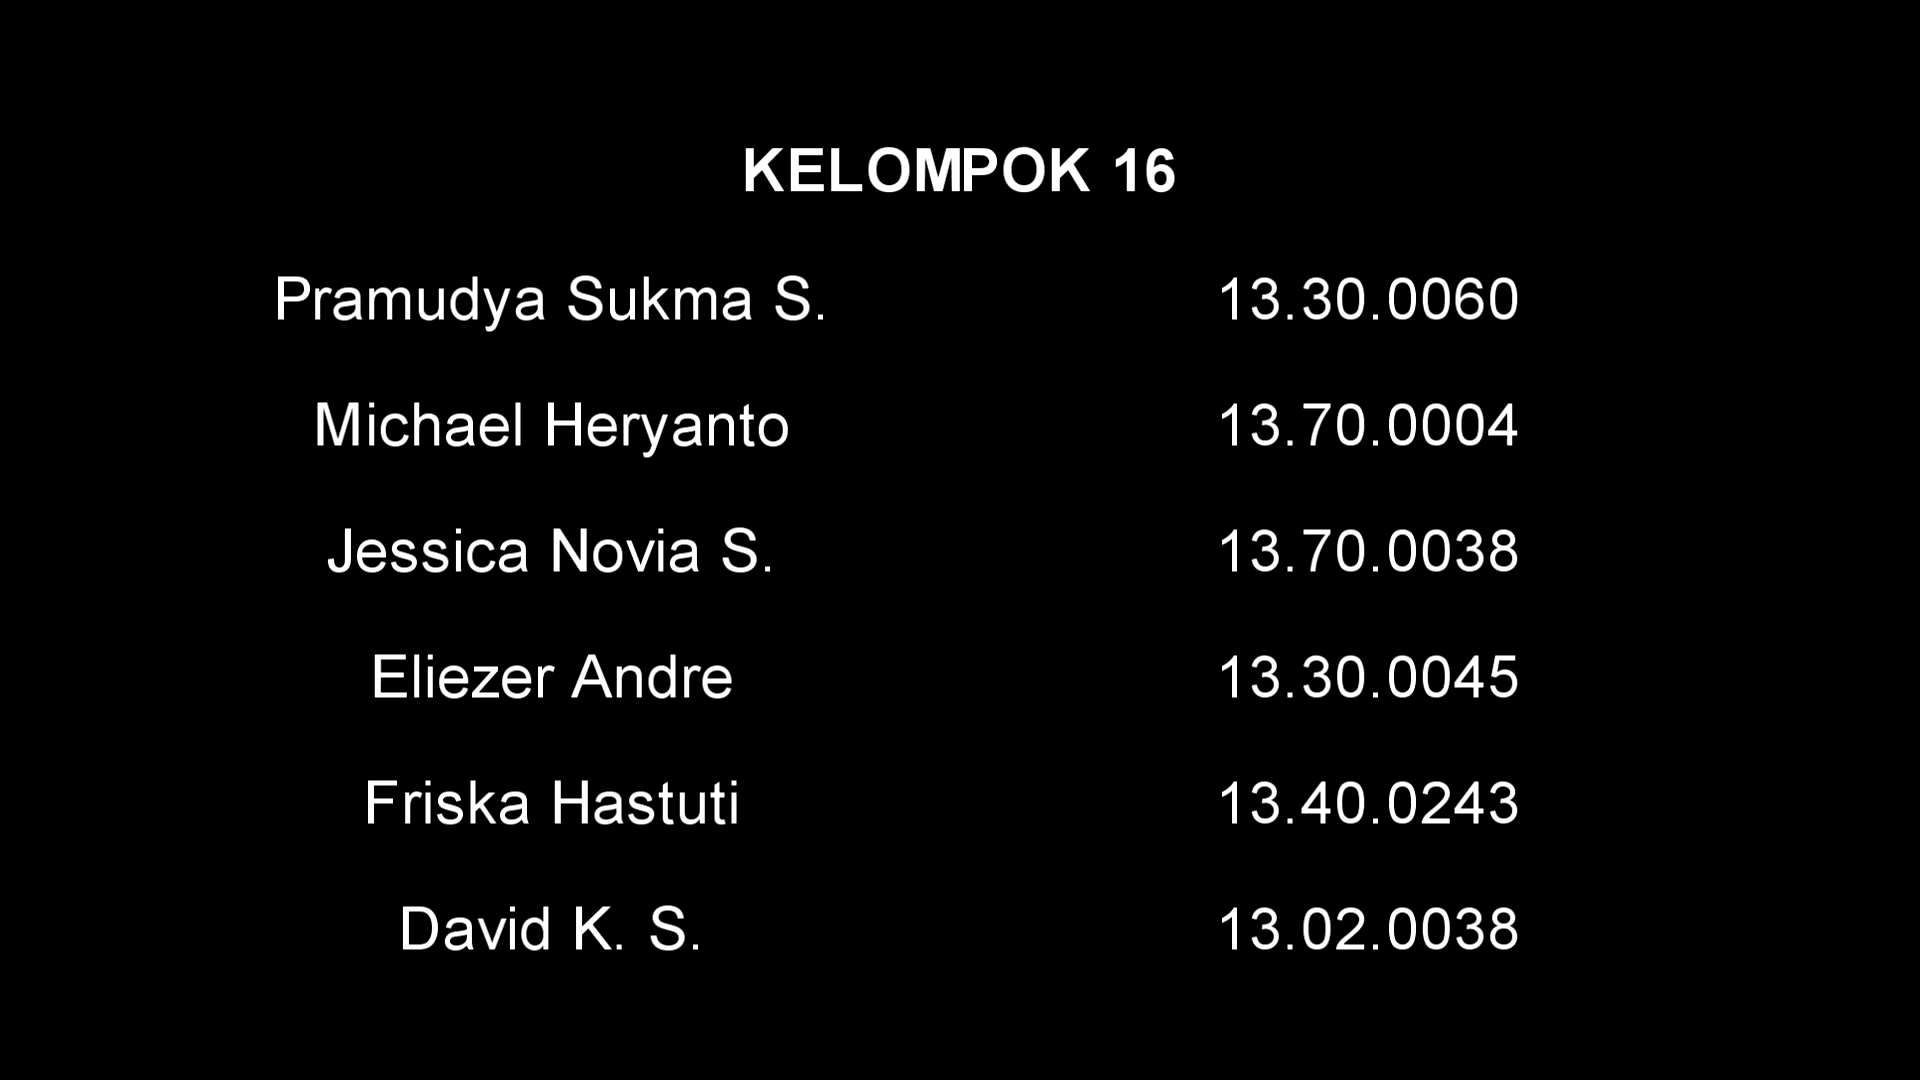 KELOMPOK 16
Pramudya Sukma S. 13.30.0060
Michael Heryanto 13.70.0004
Jessica Novia S. 13.70.0038
Eliezer Andre 13.30.0045
Friska Hastuti 13.40.0243
David K. S. 13.02.0038